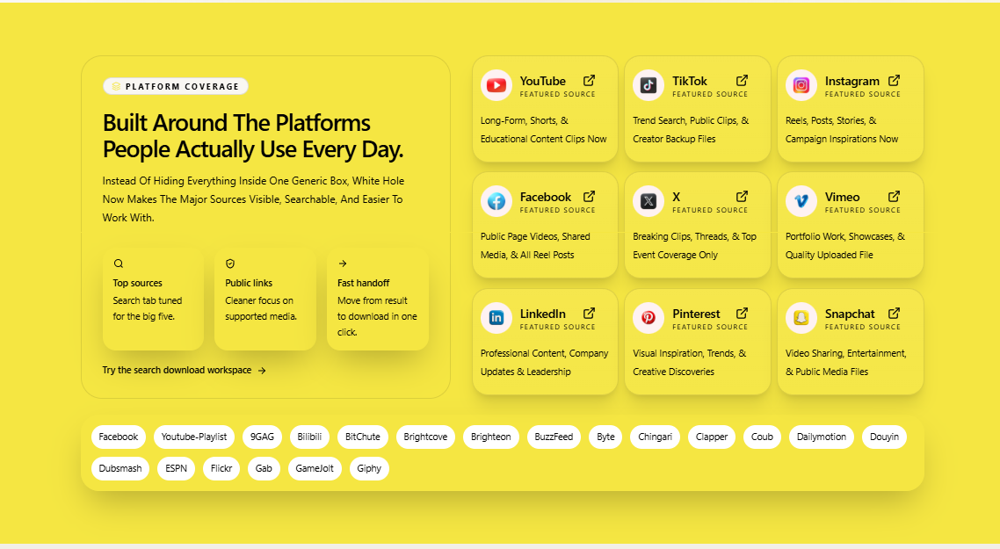 PLATFORM COVERAGE
Built Around The Platforms
People Actually Use Every Day.
Instead Of Hiding Everything Inside One Generic Box, White Hole
Now Makes The Major Sources Visible, Searchable, And Easier To
Work With.
Top sources
Search tab tuned
for the big five.
Public links
Cleaner focus on
supported media.
Fast handoff
Move from result
to download in one
click.
Try the search download workspace
YouTube
FEATURED SOURCE
Long-Form, Shorts, &
Educational Content Clips Now
TikTok
FEATURED SOURCE
Trend Search, Public Clips, &
Creator Backup Files
Instagram
FEATURED SOURCE
Reels, Posts, Stories, &
Campaign Inspirations Now
Facebook
FEATURED SOURCE
Public Page Videos, Shared
Media, & All Reel Posts
X
FEATURED SOURCE
Breaking Clips, Threads, & Top
Event Coverage Only
Vimeo
FEATURED SOURCE
Portfolio Work, Showcases, &
Quality Uploaded File
LinkedIn
FEATURED SOURCE
Professional Content, Company
Updates & Leadership
Pinterest
FEATURED SOURCE
Visual Inspiration, Trends, &
Creative Discoveries
Snapchat
FEATURED SOURCE
Video Sharing, Entertainment,
& Public Media Files
Facebook Youtube-Playlist 9GAG Bilibili BitChute Brightcove Brighteon BuzzFeed Byte Chingari Clapper Coub Dailymotion Douyin
Dubsmash ESPN Flickr Gab GameJolt Giphy